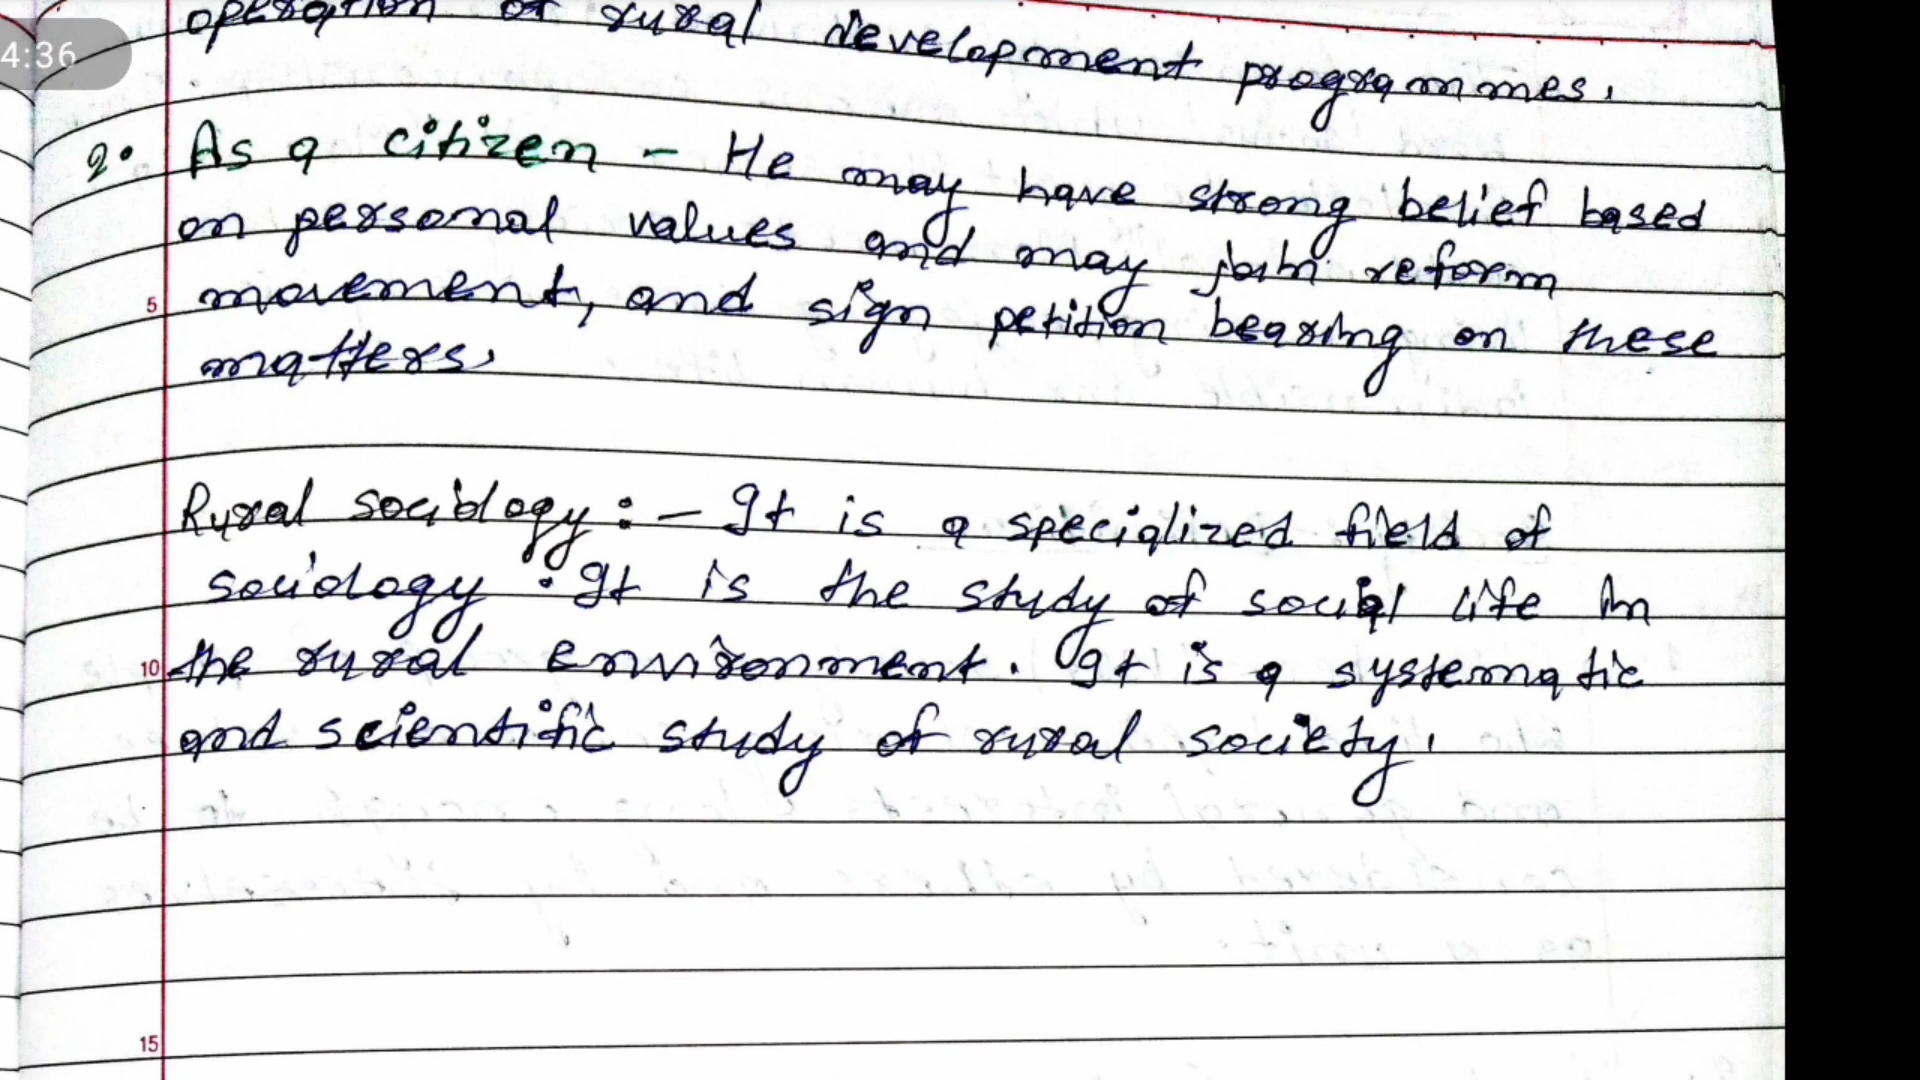 4:36
operation of rural development programmes.
2. As a citizen - He may have strong belief based
on personal values and may join reform
movement, and sign petition bearing on these
matters.
5
Rural sociology : - It is a specialized field of
sociology. It is the study of social life in
10 the rural environment. It is a systematic
and scientific study of rural society.
15